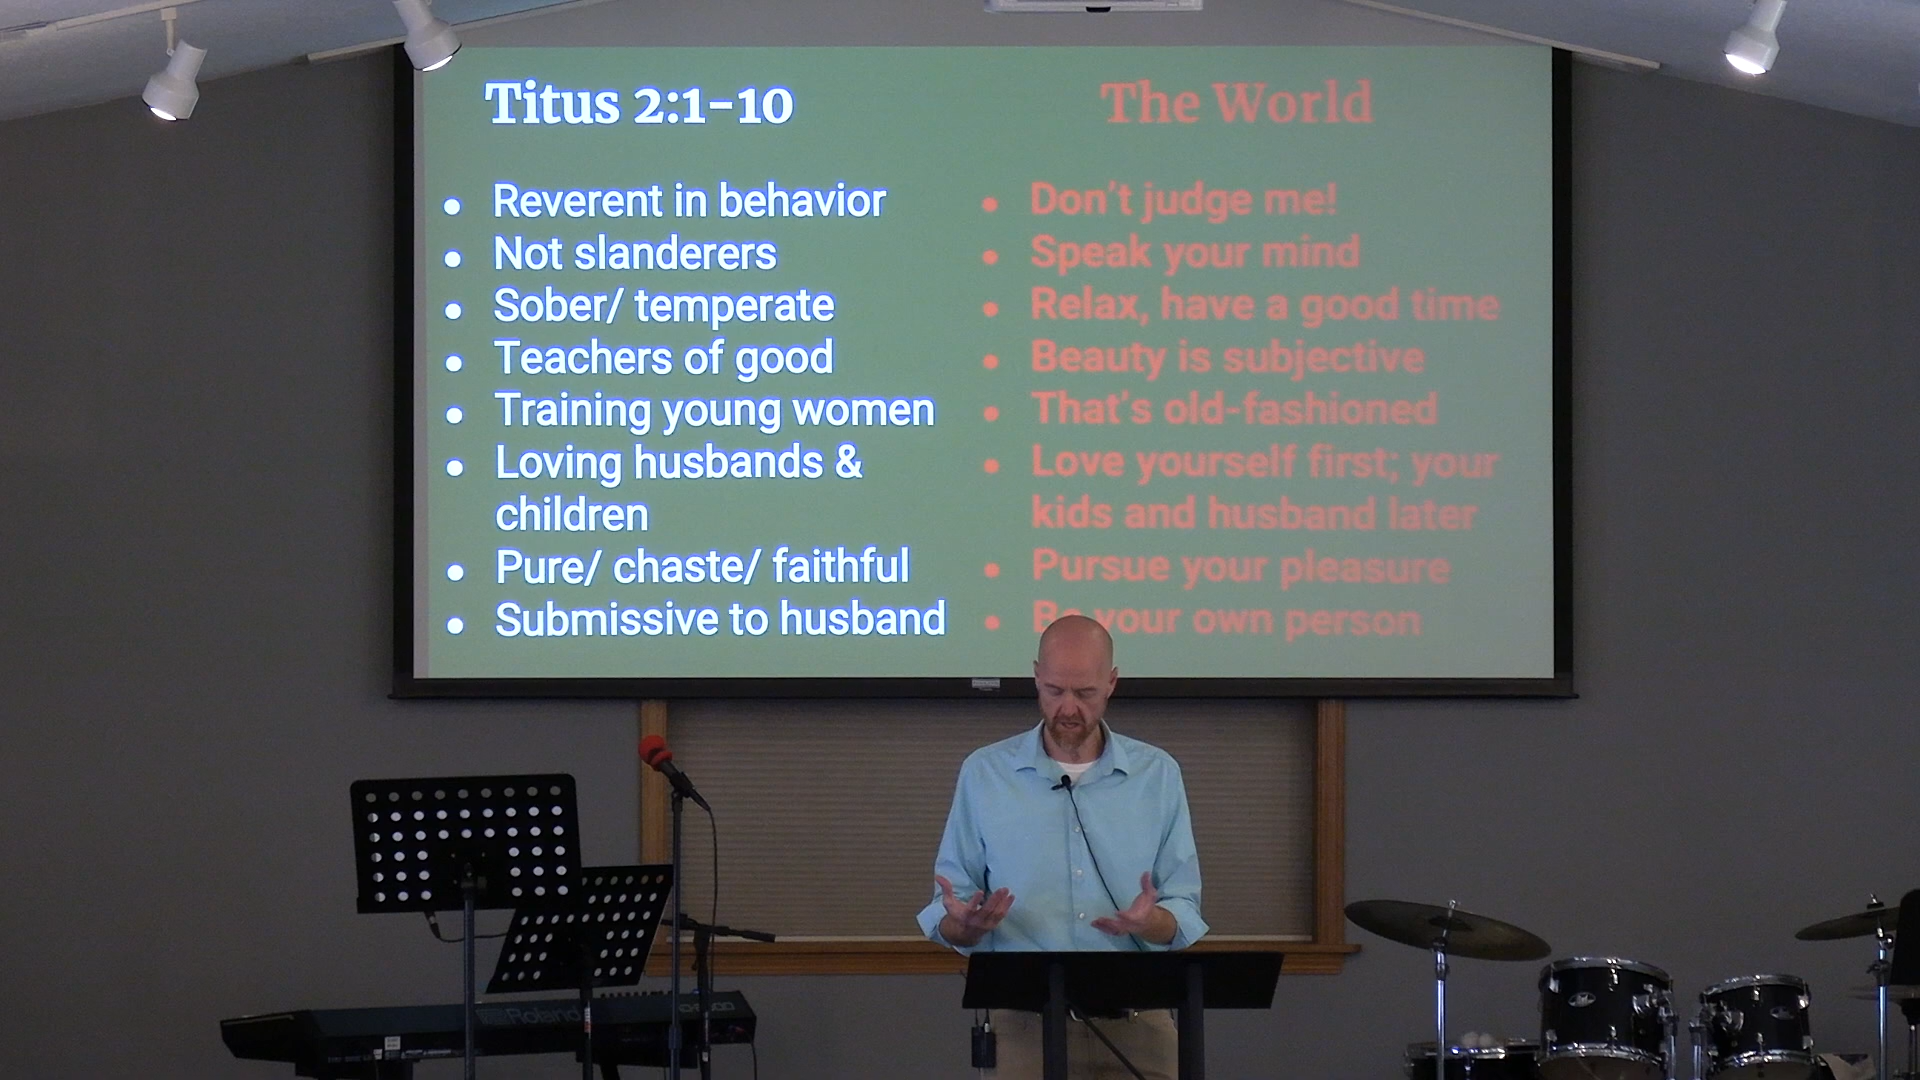 Titus 2:1-10
• Reverent in behavior
• Not slanderers
• Sober/ temperate
• Teachers of good
• Training young women
• Loving husbands &
children
• Pure/ chaste/ faithful
• Submissive to husband
The World
• Don't judge me!
• Speak your mind
• Relax, have a good time
• Beauty is subjective
• That's old-fashioned
• Love yourself first; your
kids and husband later
• Pursue your pleasure
• Be your own person
Roland